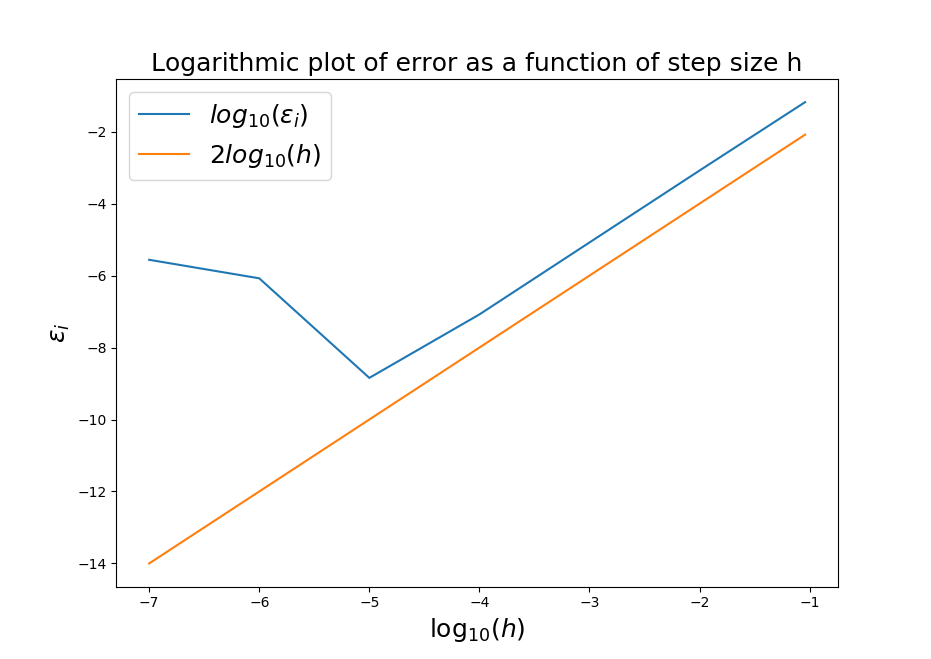 Logarithmic plot of error as a function of step size h
log₁₀(εᵢ)
2log₁₀(h)
−2
−4
−6
−8
−10
−12
−14
εᵢ
−7 −6 −5 −4 −3 −2 −1
log₁₀(h)